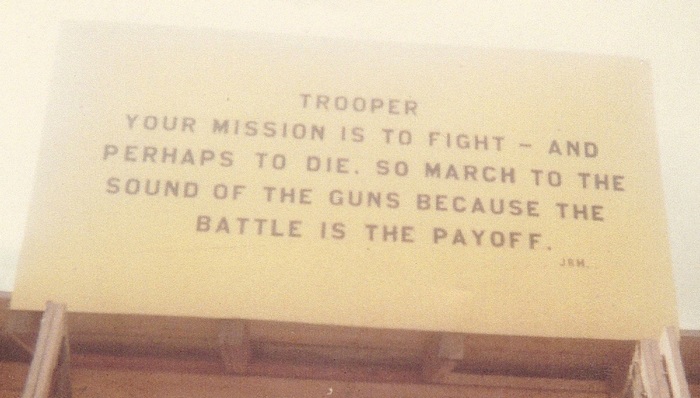 TROOPER
YOUR MISSION IS TO FIGHT – AND
PERHAPS TO DIE. SO MARCH TO THE
SOUND OF THE GUNS BECAUSE THE
BATTLE IS THE PAYOFF.